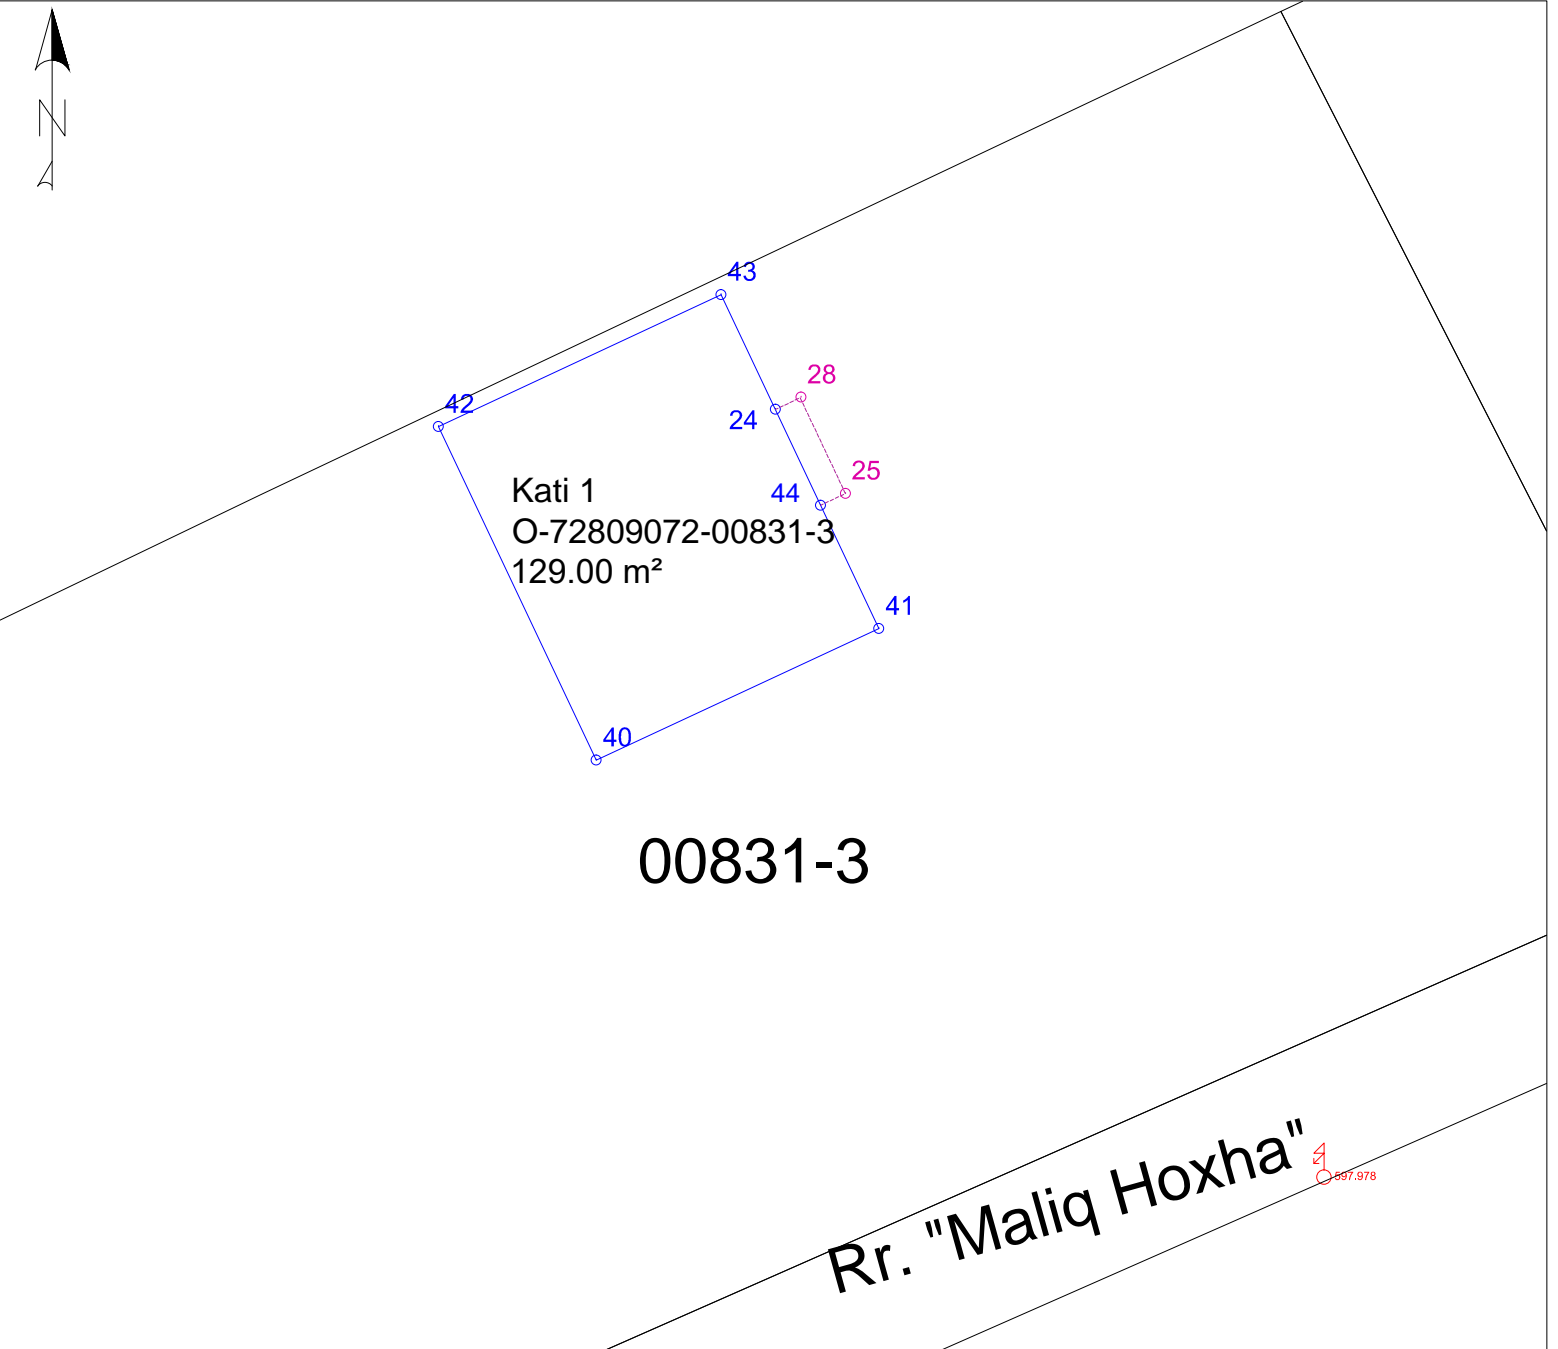 N
43
28
42
24
25
44
Kati 1
O-72809072-00831-3
129.00 m²
41
40
00831-3
Rr. "Maliq Hoxha"
597.978